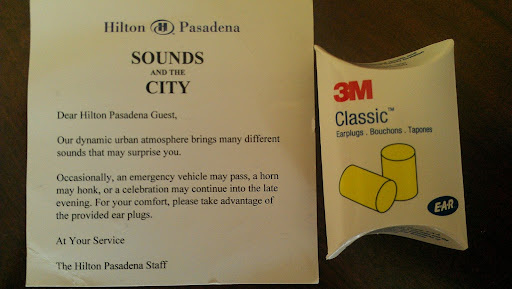 Hilton H Pasadena
SOUNDS
AND THE
CITY
Dear Hilton Pasadena Guest,
Our dynamic urban atmosphere brings many different
sounds that may surprise you.
Occasionally, an emergency vehicle may pass, a horn
may honk, or a celebration may continue into the late
evening. For your comfort, please take advantage of
the provided ear plugs.
At Your Service
The Hilton Pasadena Staff
3M
Classic™
Earplugs . Bouchons . Tapones
EAR